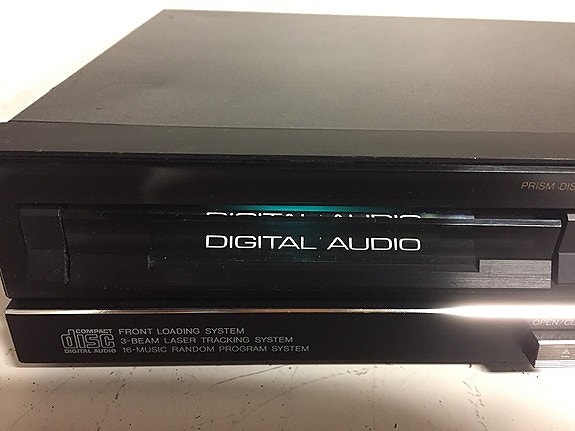 PRISM DIS
DIGITAL AUDIO
DIGITAL AUDIO
OPEN/CL
COMPACT
disc
DIGITAL AUDIO
FRONT LOADING SYSTEM
3-BEAM LASER TRACKING SYSTEM
16-MUSIC RANDOM PROGRAM SYSTEM